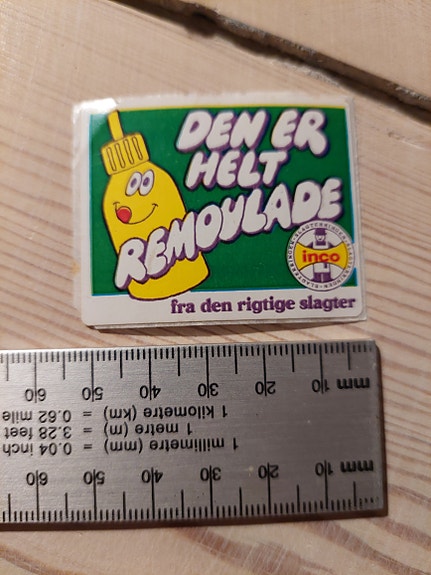 DEN ER
HELT
REMOULADE
inco
fra den rigtige slagter
mm 10 20 30 40 50 60
1 kilometre (km) = 0.62 mile
1 metre (m) = 3.28 feet
1 millimetre (mm) = 0.04 inch
mm 10 20 30 40 50 60